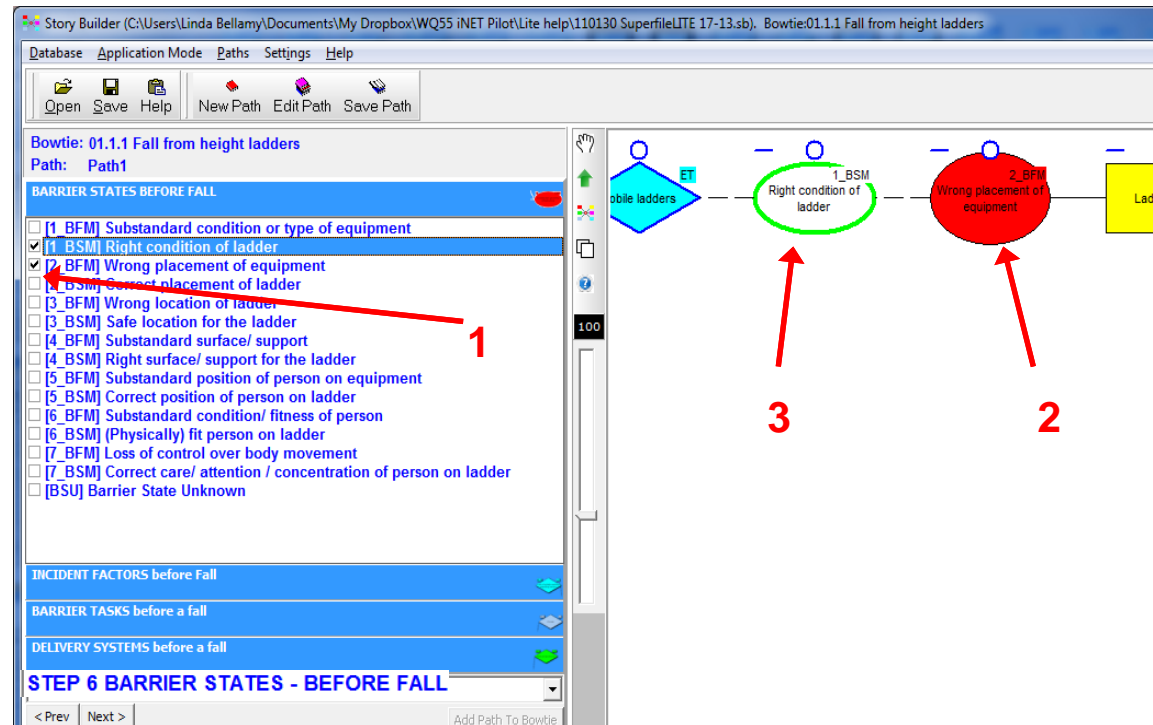 Story Builder (C:\Users\Linda Bellamy\Documents\My Dropbox\WQ55 iNET Pilot\Lite help\110130 SuperfileLITE 17-13.sb). Bowtie:01.1.1 Fall from height ladders
Database Application Mode Paths Settings Help
Open Save Help New Path Edit Path Save Path
Bowtie: 01.1.1 Fall from height ladders
Path: Path1
BARRIER STATES BEFORE FALL
[1_BFM] Substandard condition or type of equipment
[1_BSM] Right condition of ladder
[2_BFM] Wrong placement of equipment
[2_BSM] Correct placement of ladder
[3_BFM] Wrong location of ladder
[3_BSM] Safe location for the ladder
[4_BFM] Substandard surface/ support
[4_BSM] Right surface/ support for the ladder
[5_BFM] Substandard position of person on equipment
[5_BSM] Correct position of person on ladder
[6_BFM] Substandard condition/ fitness of person
[6_BSM] (Physically) fit person on ladder
[7_BFM] Loss of control over body movement
[7_BSM] Correct care/ attention / concentration of person on ladder
[BSU] Barrier State Unknown
INCIDENT FACTORS before Fall
BARRIER TASKS before a fall
DELIVERY SYSTEMS before a fall
STEP 6 BARRIER STATES - BEFORE FALL
< Prev Next >
Add Path To Bowtie
100
ET
obile ladders
1_BSM
Right condition of
ladder
2_BFM
Wrong placement of
equipment
Lad
1
3
2